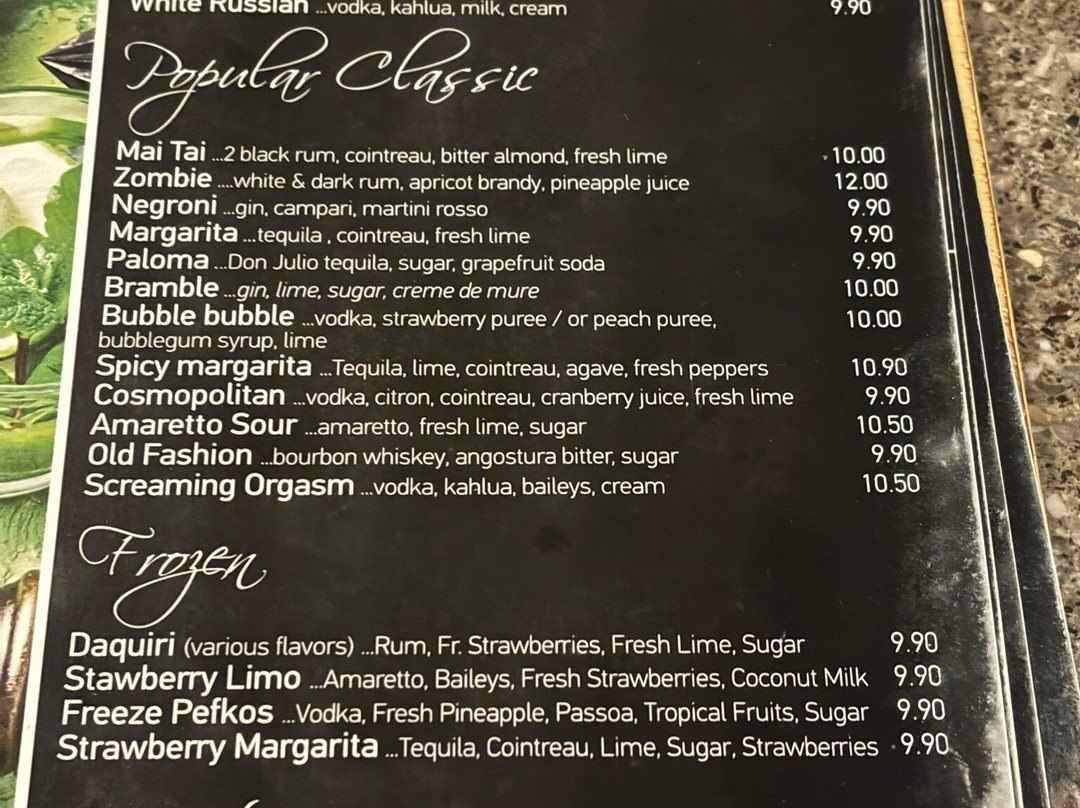 White Russian ...vodka, kahlua, milk, cream 9.90
Popular Classic
Mai Tai ...2 black rum, cointreau, bitter almond, fresh lime 10.00
Zombie ....white & dark rum, apricot brandy, pineapple juice 12.00
Negroni ...gin, campari, martini rosso 9.90
Margarita ...tequila , cointreau, fresh lime 9.90
Paloma ...Don Julio tequila, sugar, grapefruit soda 9.90
Bramble ...gin, lime, sugar, creme de mure 10.00
Bubble bubble ...vodka, strawberry puree / or peach puree, 10.00
bubblegum syrup, lime
Spicy margarita ...Tequila, lime, cointreau, agave, fresh peppers 10.90
Cosmopolitan ...vodka, citron, cointreau, cranberry juice, fresh lime 9.90
Amaretto Sour ...amaretto, fresh lime, sugar 10.50
Old Fashion ...bourbon whiskey, angostura bitter, sugar 9.90
Screaming Orgasm ...vodka, kahlua, baileys, cream 10.50
Frozen
Daquiri (various flavors) ...Rum, Fr. Strawberries, Fresh Lime, Sugar 9.90
Stawberry Limo ...Amaretto, Baileys, Fresh Strawberries, Coconut Milk 9.90
Freeze Pefkos ...Vodka, Fresh Pineapple, Passoa, Tropical Fruits, Sugar 9.90
Strawberry Margarita ...Tequila, Cointreau, Lime, Sugar, Strawberries 9.90